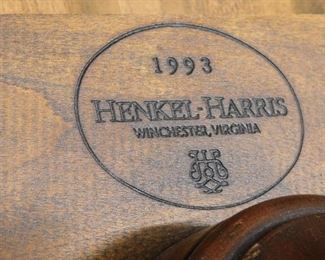 1993
HENKEL-HARRIS
WINCHESTER, VIRGINIA